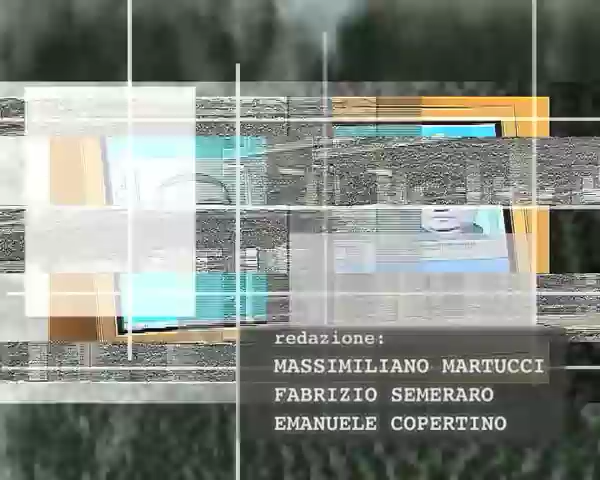 redazione:
MASSIMILIANO MARTUCCI
FABRIZIO SEMERARO
EMANUELE COPERTINO